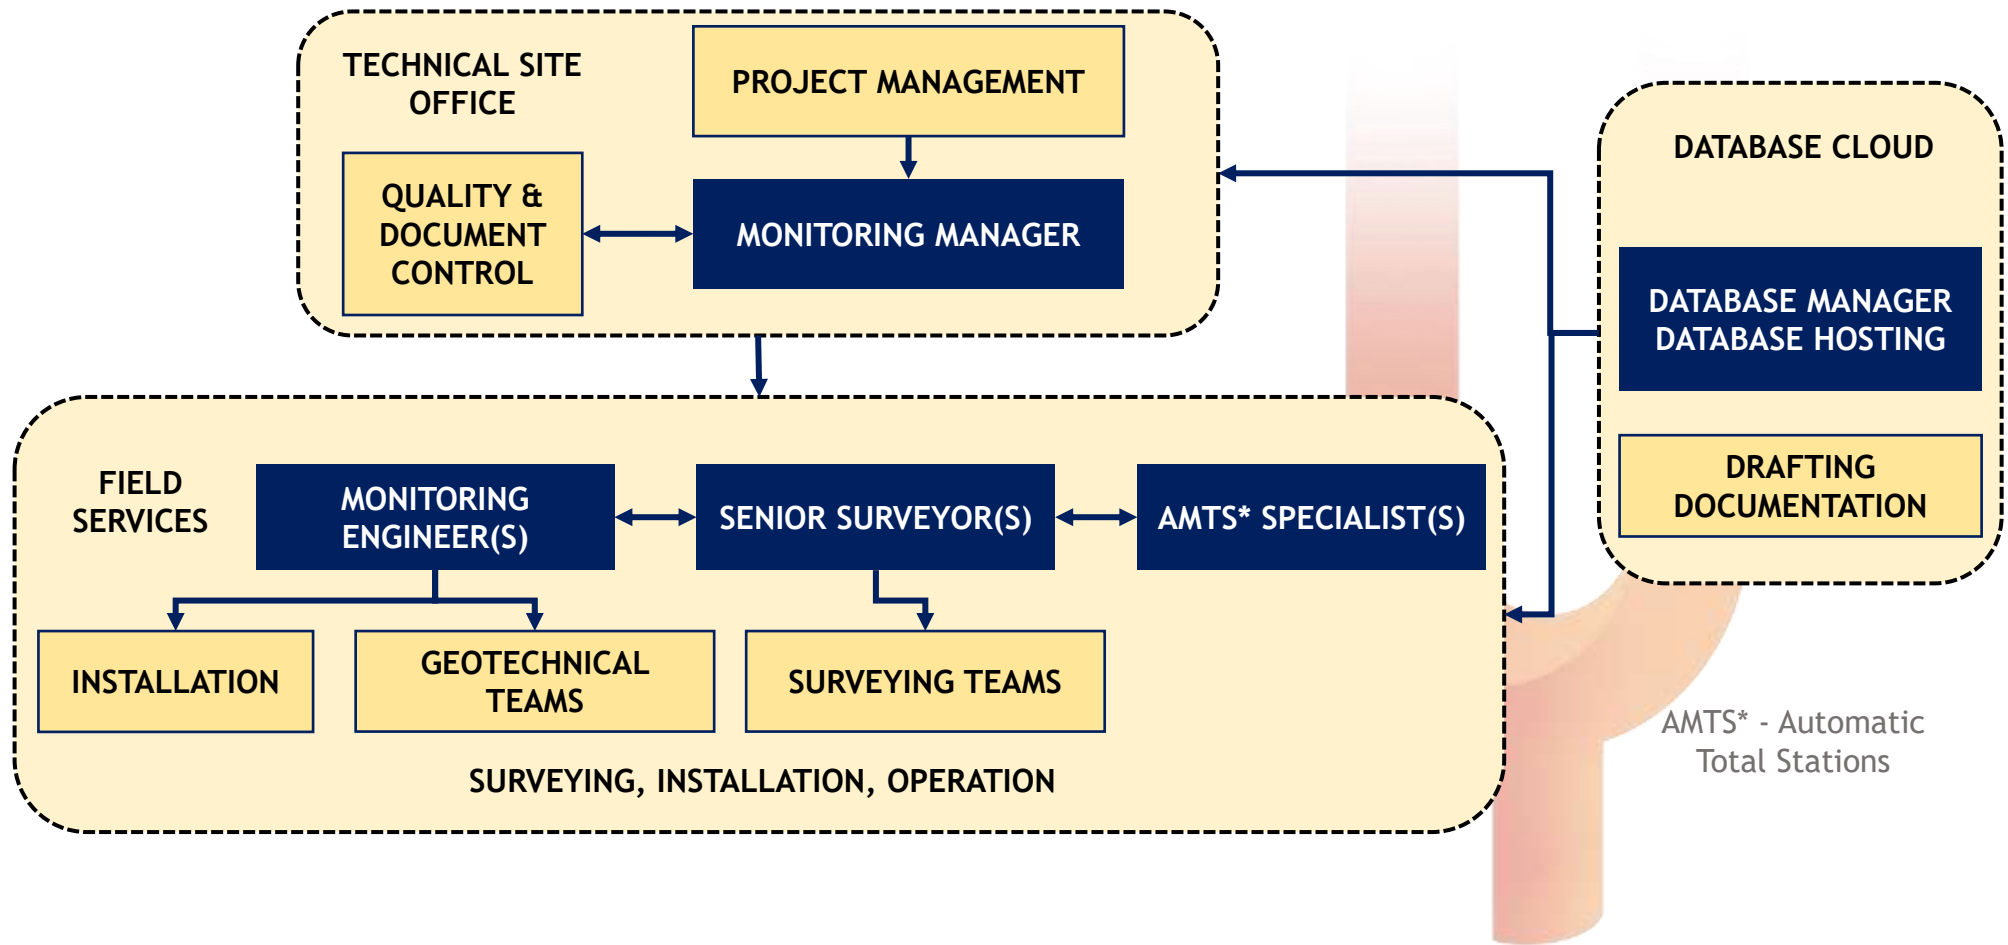 TECHNICAL SITE
OFFICE
PROJECT MANAGEMENT
QUALITY &
DOCUMENT
CONTROL
MONITORING MANAGER
DATABASE CLOUD
DATABASE MANAGER
DATABASE HOSTING
DRAFTING
DOCUMENTATION
FIELD
SERVICES
MONITORING
ENGINEER(S)
SENIOR SURVEYOR(S)
AMTS* SPECIALIST(S)
INSTALLATION
GEOTECHNICAL
TEAMS
SURVEYING TEAMS
SURVEYING, INSTALLATION, OPERATION
AMTS* - Automatic
Total Stations